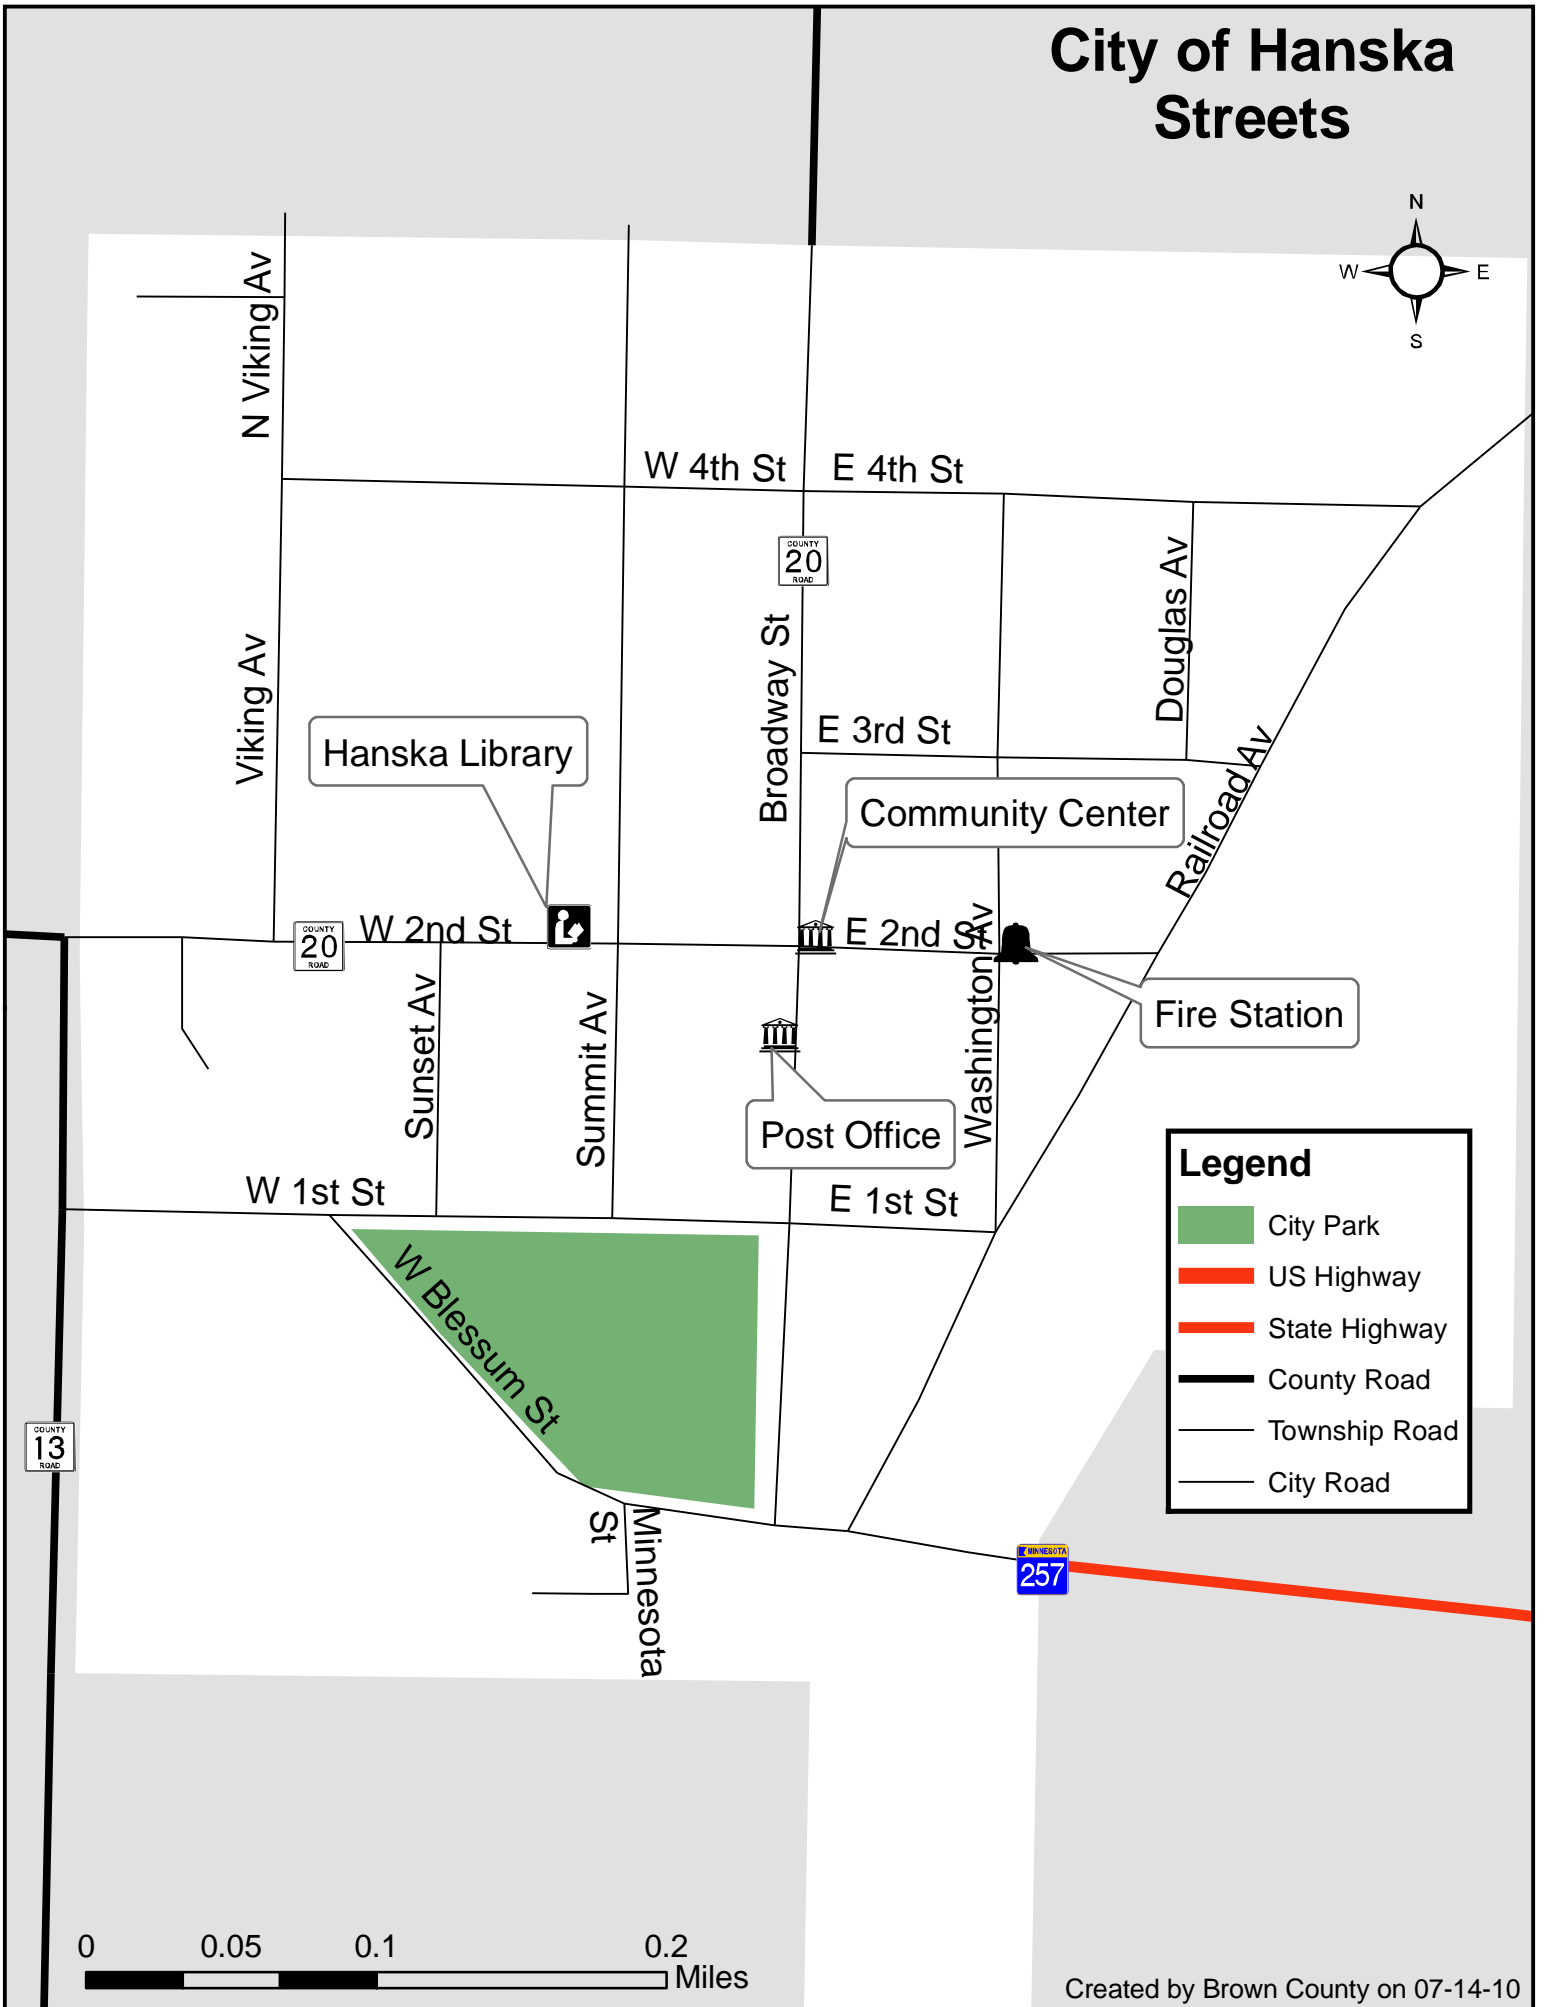 City of Hanska
Streets
N
W
E
S
N Viking Av
W 4th St
E 4th St
COUNTY
20
ROAD
Douglas Av
Viking Av
Broadway St
E 3rd St
Hanska Library
Community Center
Railroad Av
COUNTY
20
ROAD
W 2nd St
E 2nd St
Washington Av
Fire Station
Sunset Av
Summit Av
Post Office
W 1st St
E 1st St
W Blessum St
Legend
City Park
US Highway
State Highway
County Road
Township Road
City Road
COUNTY
13
ROAD
Minnesota
St
MINNESOTA
257
0
0.05
0.1
0.2
Miles
Created by Brown County on 07-14-10